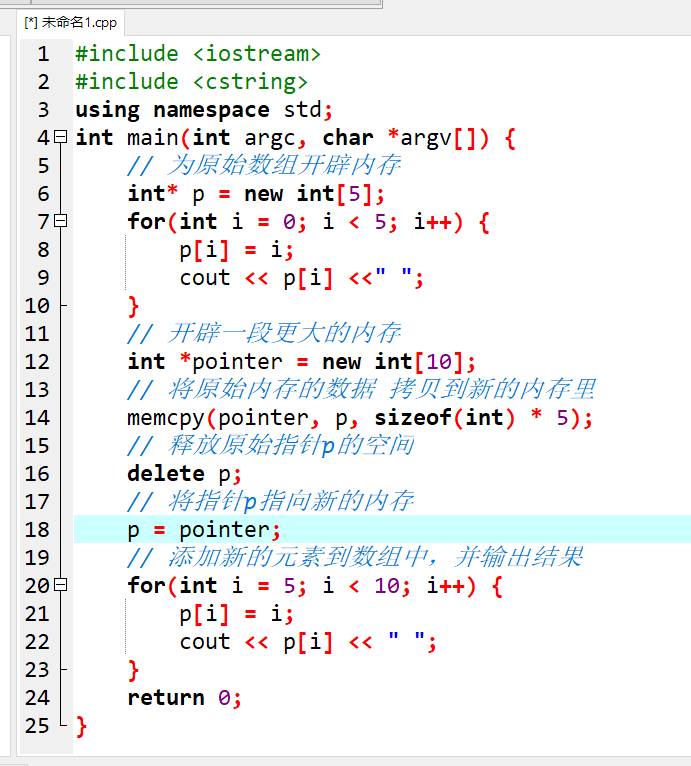 [*] 未命名1.cpp
1 #include <iostream>
2 #include <cstring>
3 using namespace std;
4 int main(int argc, char *argv[]) {
5 // 为原始数组开辟内存
6 int* p = new int[5];
7 for(int i = 0; i < 5; i++) {
8 p[i] = i;
9 cout << p[i] <<" ";
10 }
11 // 开辟一段更大的内存
12 int *pointer = new int[10];
13 // 将原始内存的数据 拷贝到新的内存里
14 memcpy(pointer, p, sizeof(int) * 5);
15 // 释放原始指针p的空间
16 delete p;
17 // 将指针p指向新的内存
18 p = pointer;
19 // 添加新的元素到数组中，并输出结果
20 for(int i = 5; i < 10; i++) {
21 p[i] = i;
22 cout << p[i] << " ";
23 }
24 return 0;
25 }